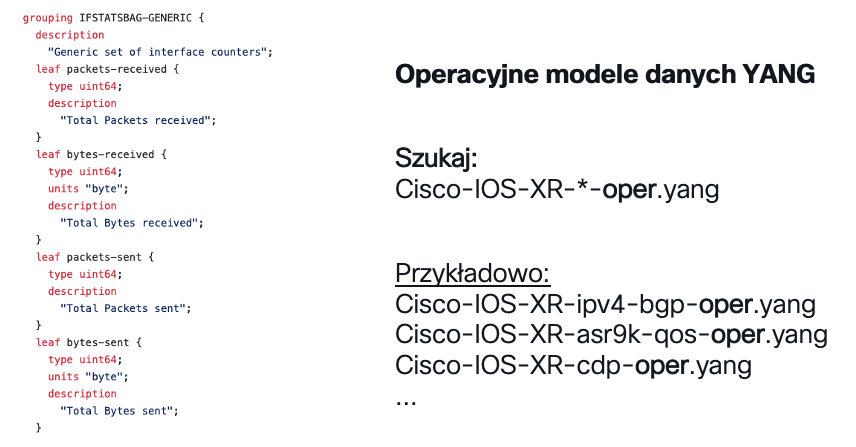 grouping IFSTATSBAG-GENERIC {
description
"Generic set of interface counters";
leaf packets-received {
type uint64;
description
"Total Packets received";
}
leaf bytes-received {
type uint64;
units "byte";
description
"Total Bytes received";
}
leaf packets-sent {
type uint64;
description
"Total Packets sent";
}
leaf bytes-sent {
type uint64;
units "byte";
description
"Total Bytes sent";
}
Operacyjne modele danych YANG
Szukaj:
Cisco-IOS-XR-*-oper.yang
Przykładowo:
Cisco-IOS-XR-ipv4-bgp-oper.yang
Cisco-IOS-XR-asr9k-qos-oper.yang
Cisco-IOS-XR-cdp-oper.yang
...